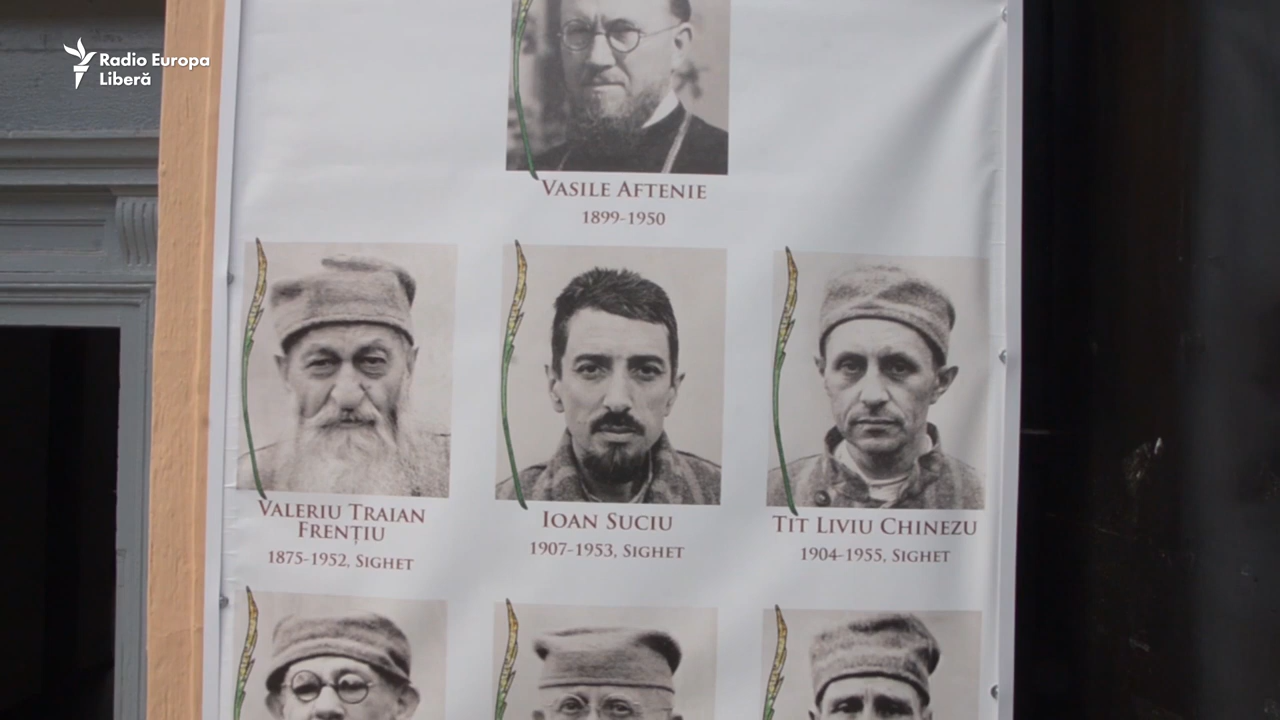 Radio Europa
Liberă
VASILE AFTENIE
1899-1950
VALERIU TRAIAN
FRENȚIU
1875-1952, SIGHET
IOAN SUCIU
1907-1953, SIGHET
TIT LIVIU CHINEZU
1904-1955, SIGHET